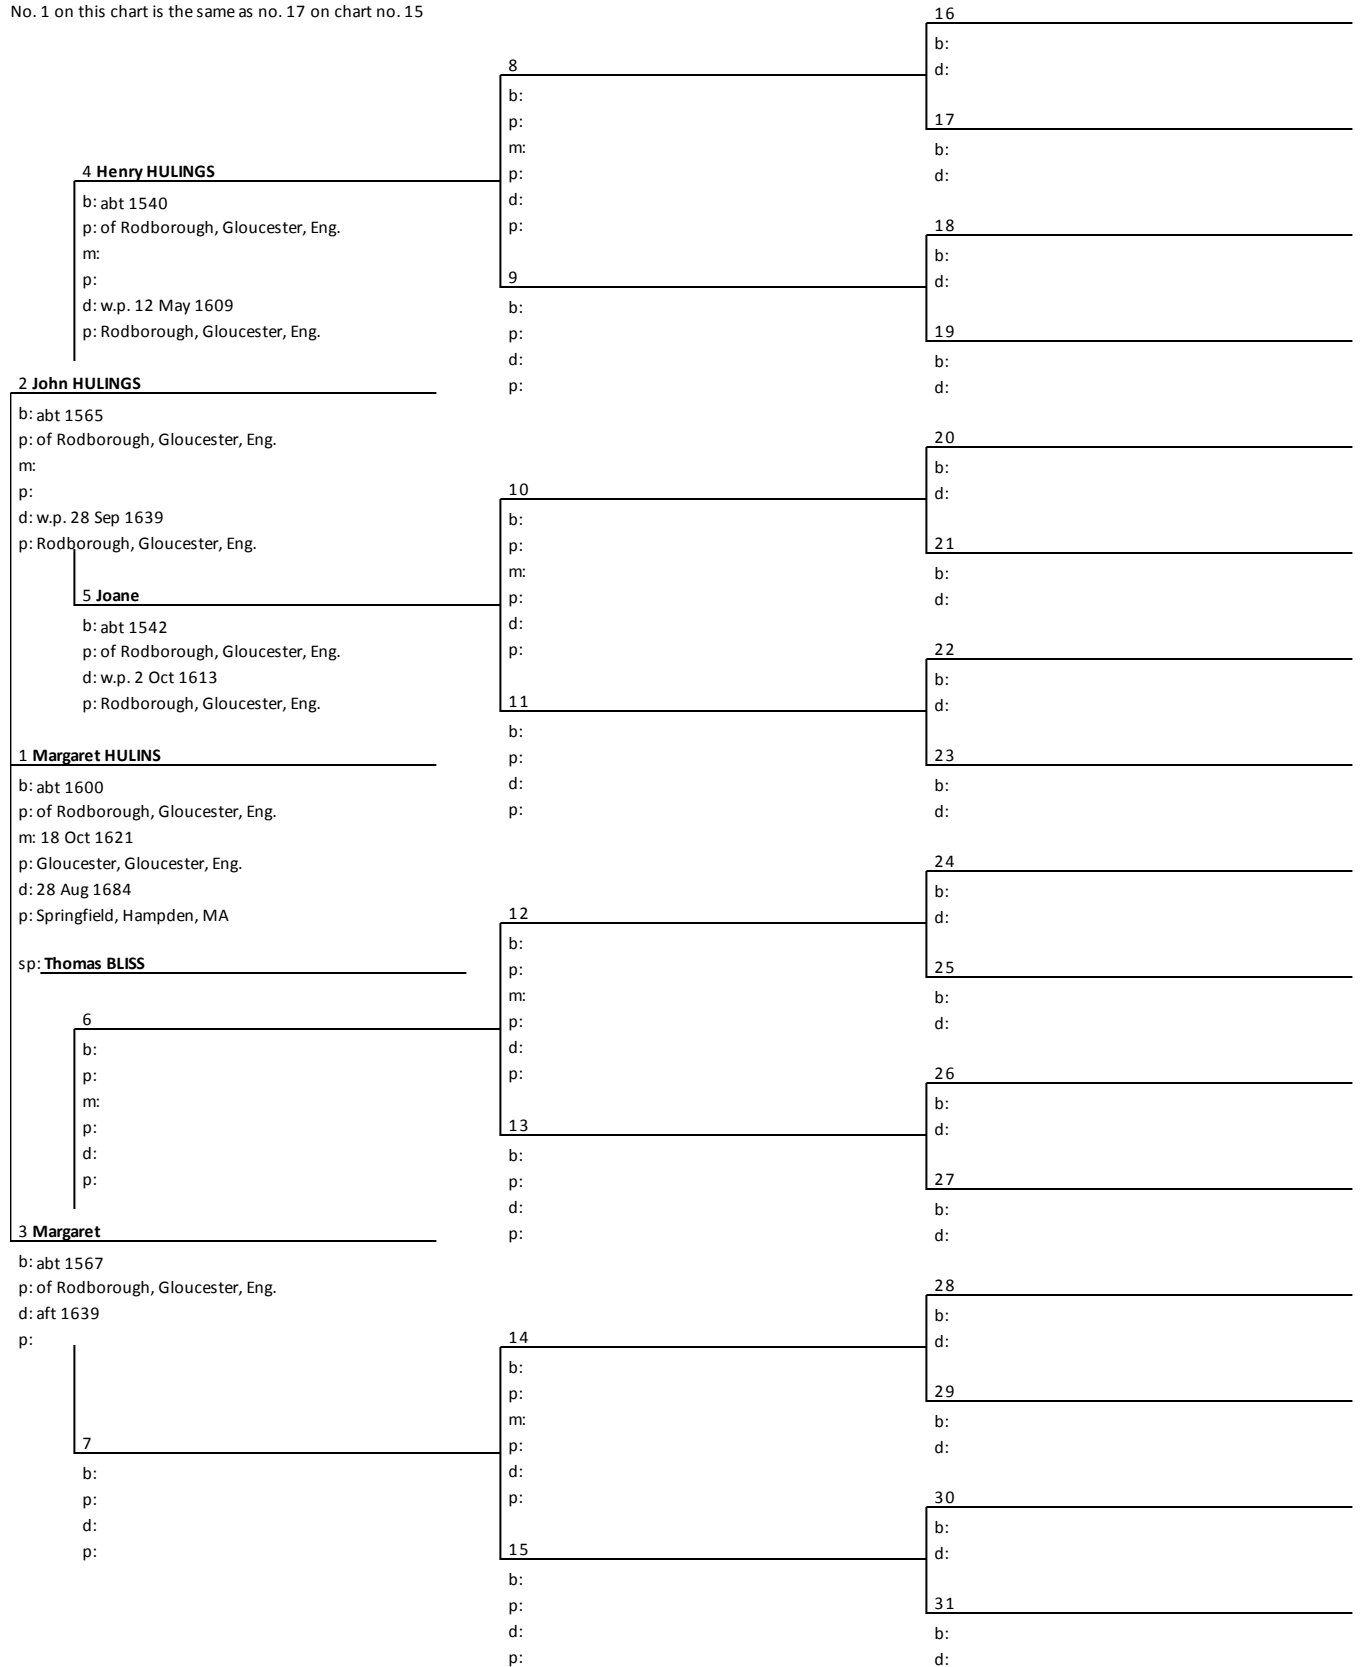 No. 1 on this chart is the same as no. 17 on chart no. 15
4 Henry HULINGS
b: abt 1540
p: of Rodborough, Gloucester, Eng.
m:
p:
d: w.p. 12 May 1609
p: Rodborough, Gloucester, Eng.
2 John HULINGS
b: abt 1565
p: of Rodborough, Gloucester, Eng.
m:
p:
d: w.p. 28 Sep 1639
p: Rodborough, Gloucester, Eng.
5 Joane
b: abt 1542
p: of Rodborough, Gloucester, Eng.
d: w.p. 2 Oct 1613
p: Rodborough, Gloucester, Eng.
1 Margaret HULINS
b: abt 1600
p: of Rodborough, Gloucester, Eng.
m: 18 Oct 1621
p: Gloucester, Gloucester, Eng.
d: 28 Aug 1684
p: Springfield, Hampden, MA
sp: Thomas BLISS
6
b:
p:
m:
p:
d:
p:
3 Margaret
b: abt 1567
p: of Rodborough, Gloucester, Eng.
d: aft 1639
p:
7
b:
p:
d:
p:
8
b:
p:
m:
p:
d:
p:
9
b:
p:
d:
p:
10
b:
p:
m:
p:
d:
p:
11
b:
p:
d:
p:
12
b:
p:
m:
p:
d:
p:
13
b:
p:
d:
p:
14
b:
p:
m:
p:
d:
p:
15
b:
p:
d:
p:
16
b:
d:
17
b:
d:
18
b:
d:
19
b:
d:
20
b:
d:
21
b:
d:
22
b:
d:
23
b:
d:
24
b:
d:
25
b:
d:
26
b:
d:
27
b:
d:
28
b:
d:
29
b:
d:
30
b:
d:
31
b:
d: